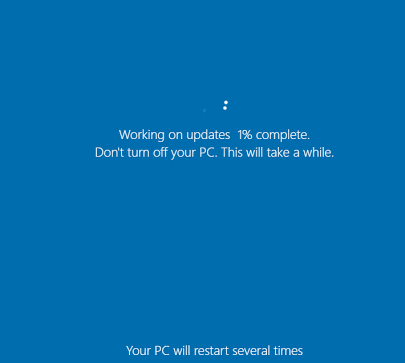 Working on updates 1% complete.
Don't turn off your PC. This will take a while.
Your PC will restart several times